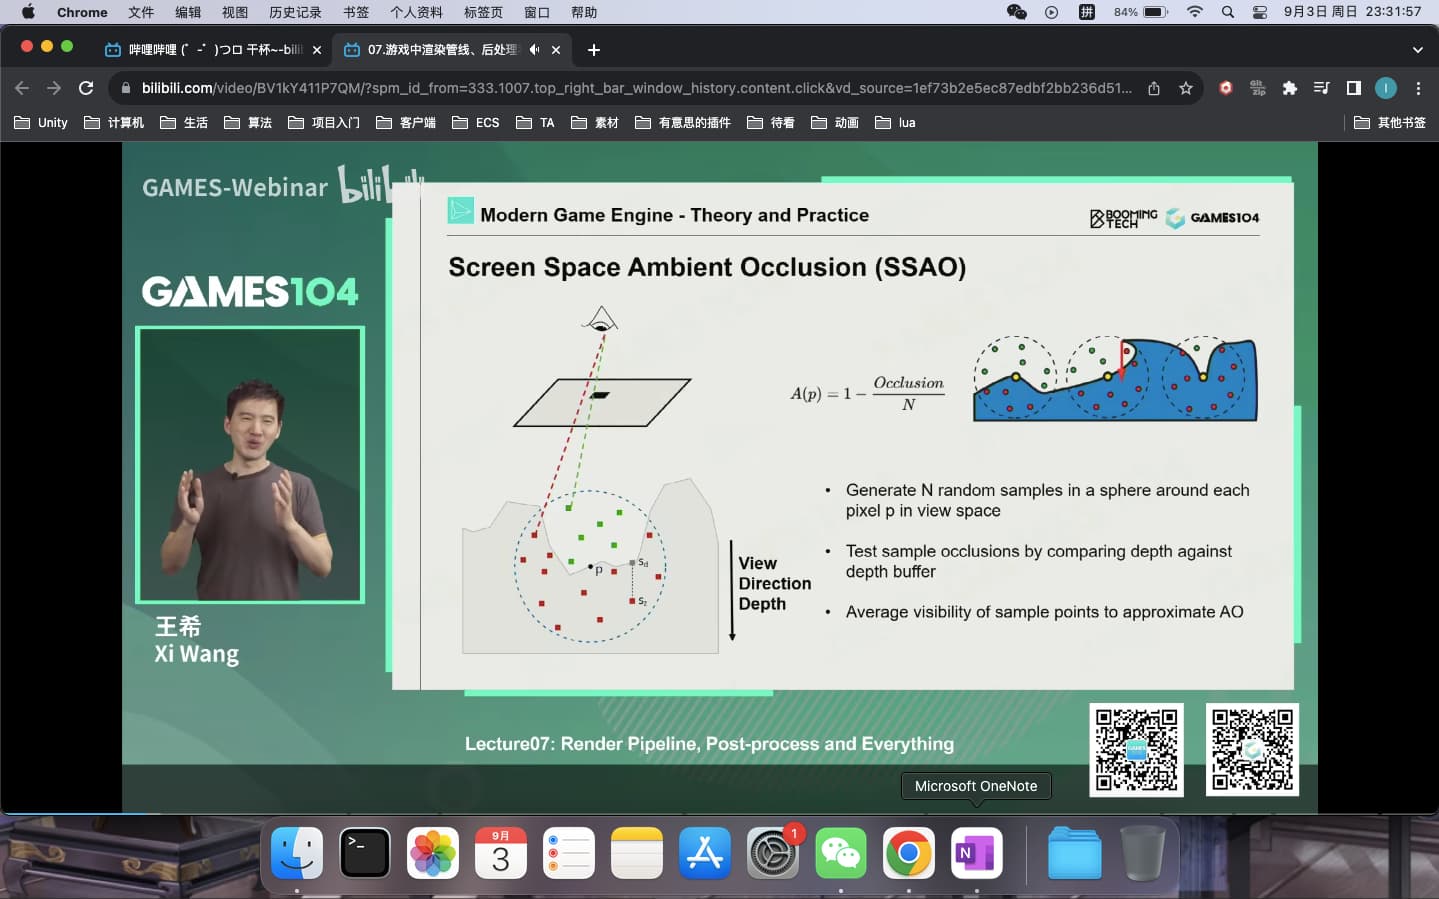 Chrome 文件 编辑 视图 历史记录 书签 个人资料 标签页 窗口 帮助 拼 84% 9月3日 周日 23:31:57
哔哩哔哩 (゜-゜)つロ 干杯~-bili 07.游戏中渲染管线、后处理
bilibili.com/video/BV1kY411P7QM/?spm_id_from=333.1007.top_right_bar_window_history.content.click&vd_source=1ef73b2e5ec87edbf2bb236d51... Git zip I
Unity 计算机 生活 算法 项目入门 客户端 ECS TA 素材 有意思的插件 待看 动画 lua 其他书签
GAMES-Webinar bilibili
Modern Game Engine - Theory and Practice
BOOMING TECH GAMES104
Screen Space Ambient Occlusion (SSAO)
GAMES104
A(p) = 1 − Occlusion / N
• Generate N random samples in a sphere around each
pixel p in view space
• Test sample occlusions by comparing depth against
depth buffer
• Average visibility of sample points to approximate AO
p
sd
sz
View
Direction
Depth
王希
Xi Wang
Lecture07: Render Pipeline, Post-process and Everything
GAMES
Microsoft OneNote
9月
3
1
N